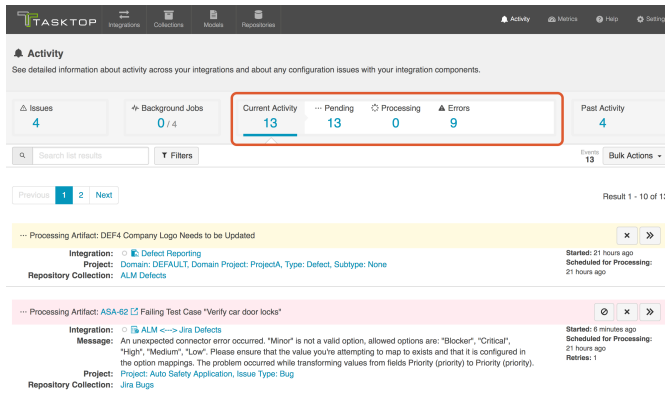 TASKTOP
Integrations Collections Models Repositories
Activity Metrics Help Setting
Activity
See detailed information about activity across your integrations and about any configuration issues with your integration components.
Issues Background Jobs Current Activity ··· Pending Processing Errors Past Activity
4 0 / 4 13 13 0 9 4
Search list results Filters Events 13 Bulk Actions
Previous 1 2 Next Result 1 - 10 of 13
··· Processing Artifact: DEF4 Company Logo Needs to be Updated
Integration: Defect Reporting
Project: Domain: DEFAULT, Domain Project: ProjectA, Type: Defect, Subtype: None
Repository Collection: ALM Defects
Started: 21 hours ago
Scheduled for Processing:
21 hours ago
··· Processing Artifact: ASA-62 Failing Test Case "Verify car door locks"
Integration: ALM <---> Jira Defects
Message: An unexpected connector error occurred. "Minor" is not a valid option, allowed options are: "Blocker", "Critical",
"High", "Medium", "Low". Please ensure that the value you're attempting to map to exists and that it is configured in
the option mappings. The problem occurred while transforming values from fields Priority (priority) to Priority (priority).
Project: Project: Auto Safety Application, Issue Type: Bug
Repository Collection: Jira Bugs
Started: 6 minutes ago
Scheduled for Processing:
21 hours ago
Retries: 1